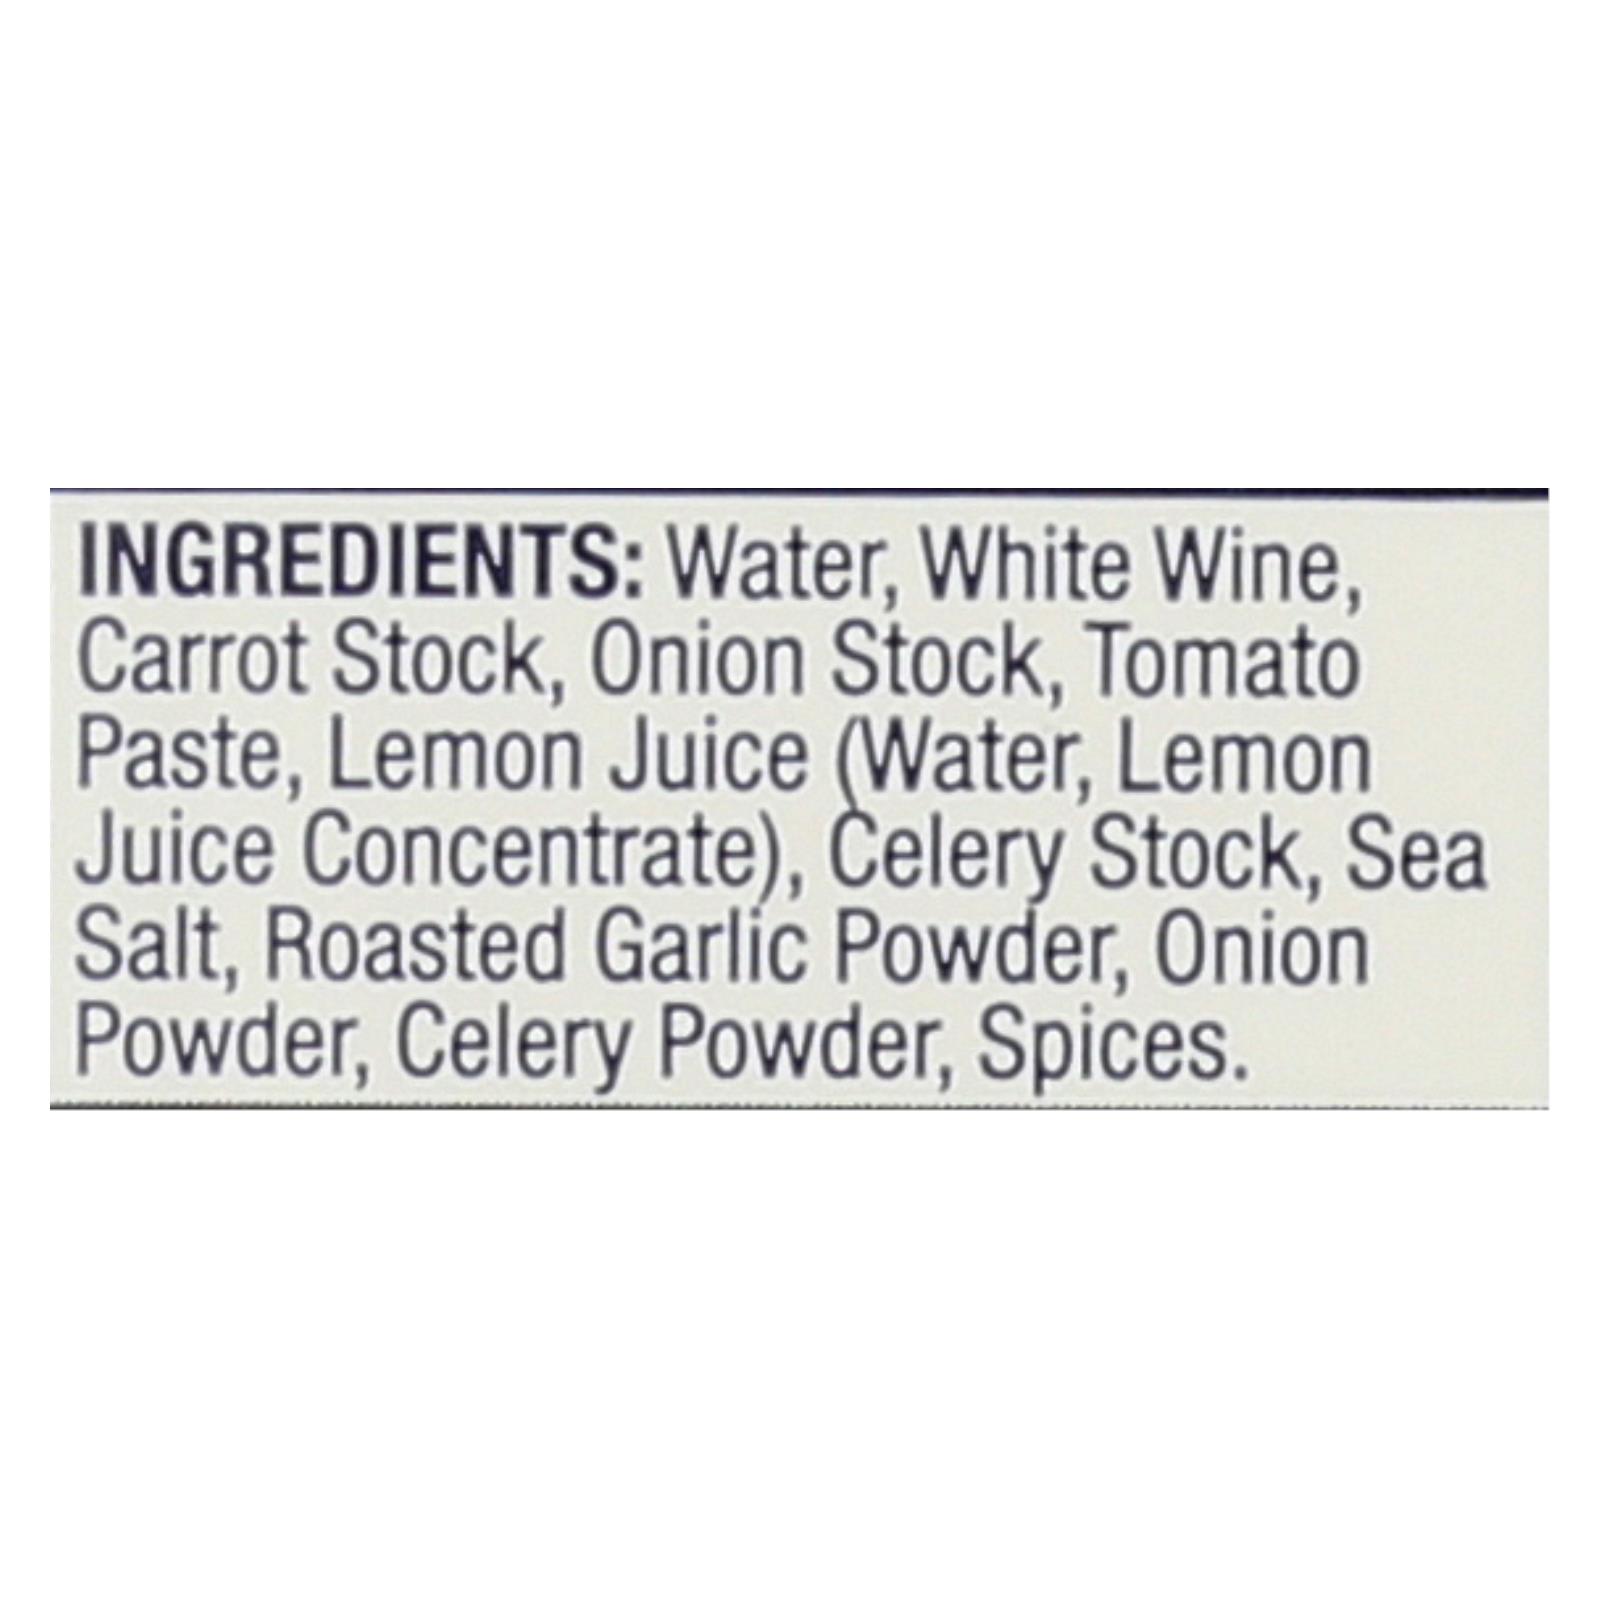 INGREDIENTS: Water, White Wine,
Carrot Stock, Onion Stock, Tomato
Paste, Lemon Juice (Water, Lemon
Juice Concentrate), Celery Stock, Sea
Salt, Roasted Garlic Powder, Onion
Powder, Celery Powder, Spices.